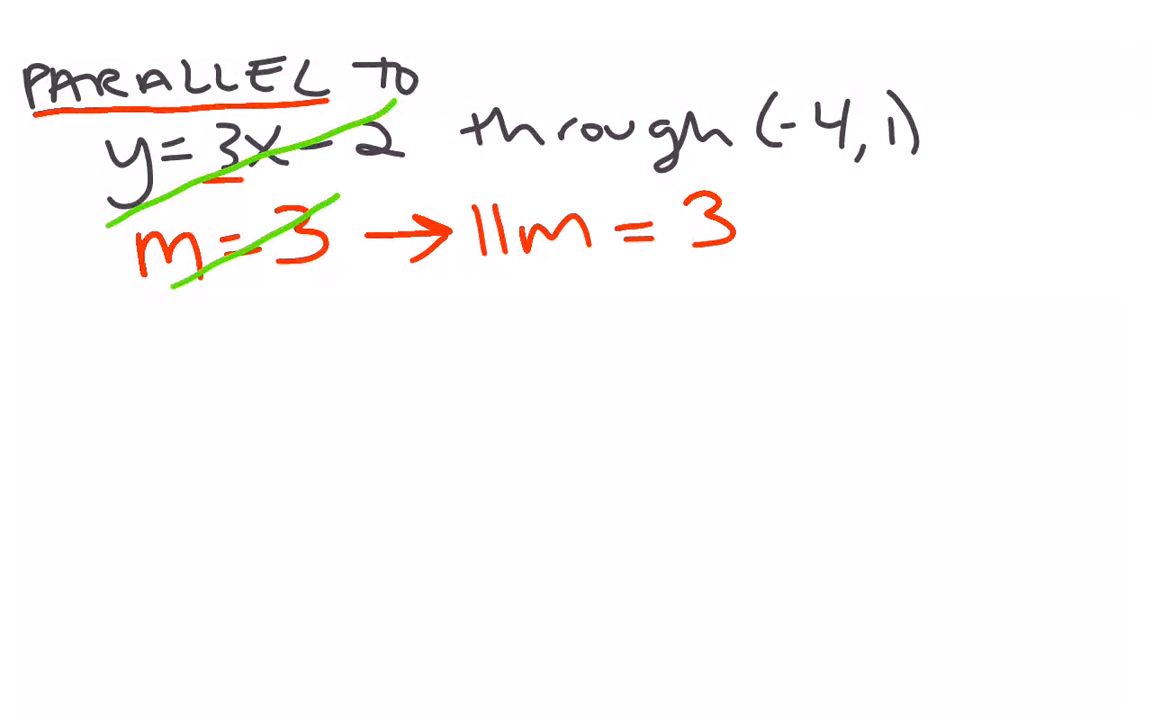 PARALLEL TO
y = 3x - 2 through (-4, 1)
m = 3 → ||m = 3